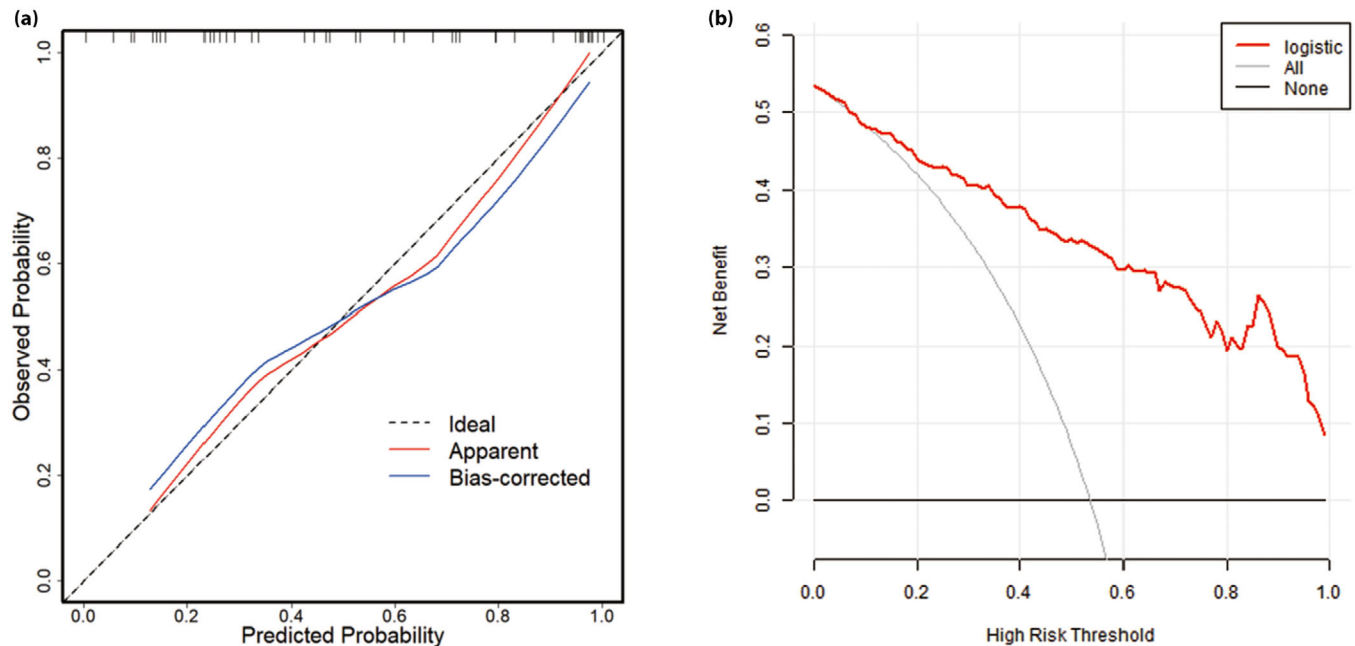 (a)
1.0
0.8
0.6
0.4
0.2
0.0
Observed Probability
Ideal
Apparent
Bias-corrected
0.0 0.2 0.4 0.6 0.8 1.0
Predicted Probability
(b)
logistic
All
None
0.6
0.5
0.4
0.3
0.2
0.1
0.0
Net Benefit
0.0 0.2 0.4 0.6 0.8 1.0
High Risk Threshold